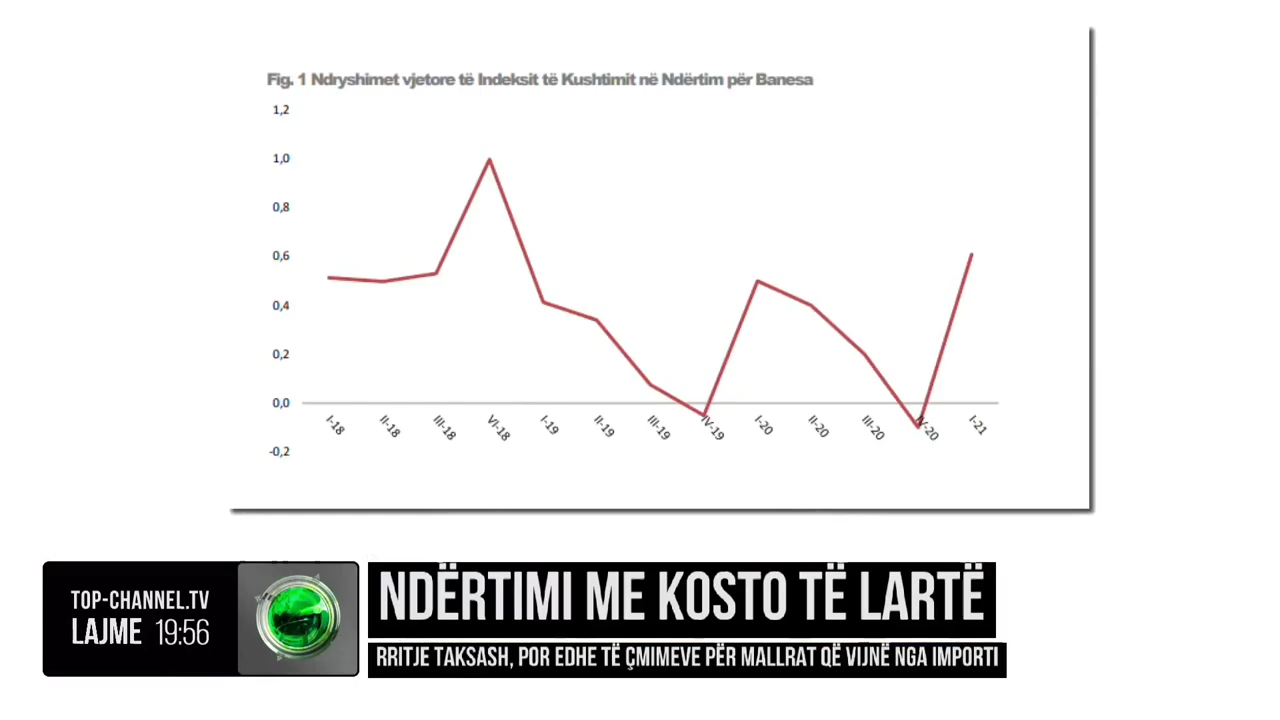 Fig. 1 Ndryshimet vjetore të Indeksit të Kushtimit në Ndërtim për Banesa
1,2
1,0
0,8
0,6
0,4
0,2
0,0
-0,2
I-18 II-18 III-18 VI-18 I-19 II-19 III-19 IV-19 I-20 II-20 III-20 IV-20 I-21
TOP-CHANNEL.TV
LAJME 19:56
NDËRTIMI ME KOSTO TË LARTË
RRITJE TAKSASH, POR EDHE TË ÇMIMEVE PËR MALLRAT QË VIJNË NGA IMPORTI